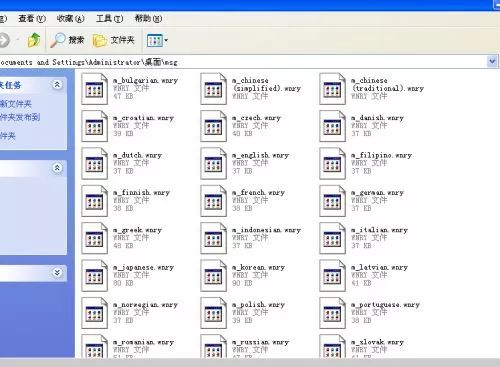 查看(V) 收藏(A) 工具(T) 帮助(H)
搜索 文件夹
ocuments and Settings\Administrator\桌面\msg
夹任务
新文件夹
件夹发布到
件夹
m_bulgarian.wnry
WNRY 文件
47 KB
m_chinese (simplified).wnry
WNRY 文件
m_chinese (traditional).wnry
WNRY 文件
m_croatian.wnry
WNRY 文件
39 KB
m_czech.wnry
WNRY 文件
40 KB
m_danish.wnry
WNRY 文件
37 KB
m_dutch.wnry
WNRY 文件
37 KB
m_english.wnry
WNRY 文件
37 KB
m_filipino.wnry
WNRY 文件
37 KB
m_finnish.wnry
WNRY 文件
38 KB
m_french.wnry
WNRY 文件
38 KB
m_german.wnry
WNRY 文件
37 KB
m_greek.wnry
WNRY 文件
48 KB
m_indonesian.wnry
WNRY 文件
37 KB
m_italian.wnry
WNRY 文件
37 KB
m_japanese.wnry
WNRY 文件
80 KB
m_korean.wnry
WNRY 文件
90 KB
m_latvian.wnry
WNRY 文件
41 KB
m_norwegian.wnry
WNRY 文件
37 KB
m_polish.wnry
WNRY 文件
39 KB
m_portuguese.wnry
WNRY 文件
38 KB
m_romanian.wnry
WNRY 文件
m_russian.wnry
WNRY 文件
m_slovak.wnry
WNRY 文件